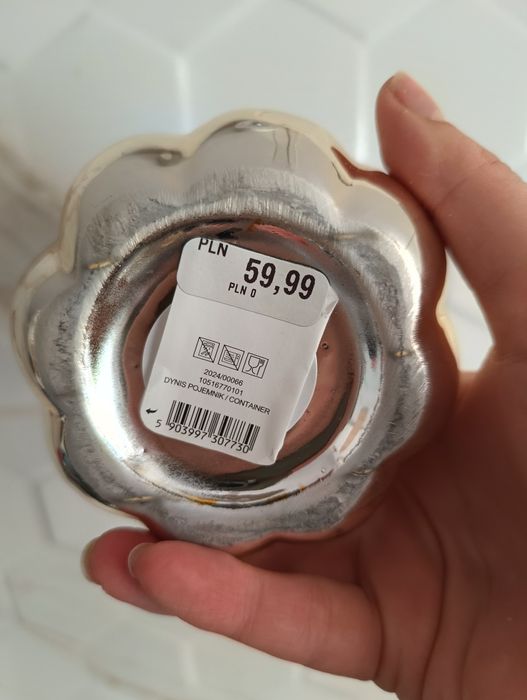 PLN 59,99
PLN 0
2024/00066
10516770101
DYNIS POJEMNIK / CONTAINER
5 903997 307730